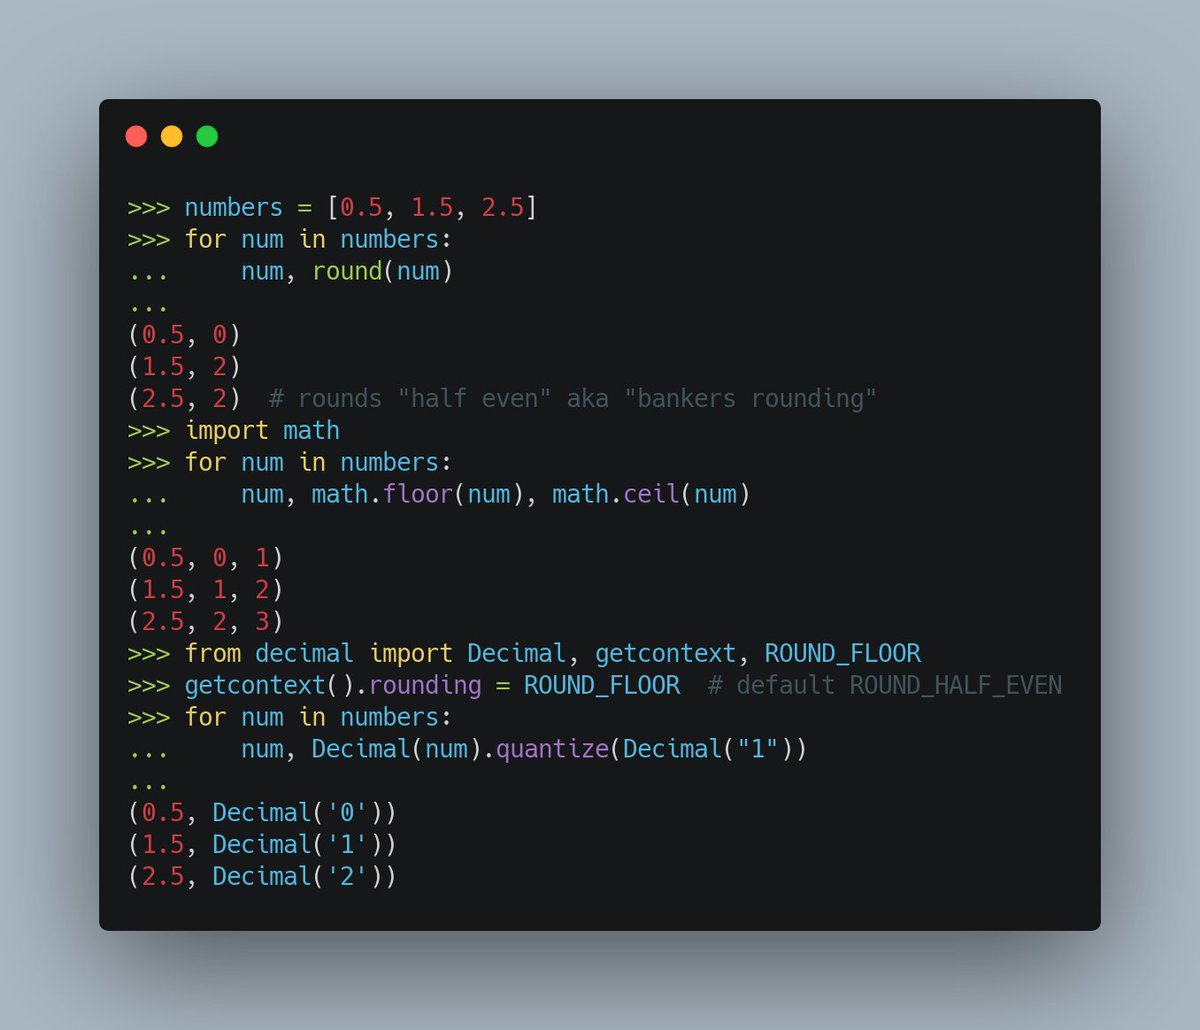 >>> numbers = [0.5, 1.5, 2.5]
>>> for num in numbers:
...     num, round(num)
...
(0.5, 0)
(1.5, 2)
(2.5, 2)  # rounds "half even" aka "bankers rounding"
>>> import math
>>> for num in numbers:
...     num, math.floor(num), math.ceil(num)
...
(0.5, 0, 1)
(1.5, 1, 2)
(2.5, 2, 3)
>>> from decimal import Decimal, getcontext, ROUND_FLOOR
>>> getcontext().rounding = ROUND_FLOOR  # default ROUND_HALF_EVEN
>>> for num in numbers:
...     num, Decimal(num).quantize(Decimal("1"))
...
(0.5, Decimal('0'))
(1.5, Decimal('1'))
(2.5, Decimal('2'))